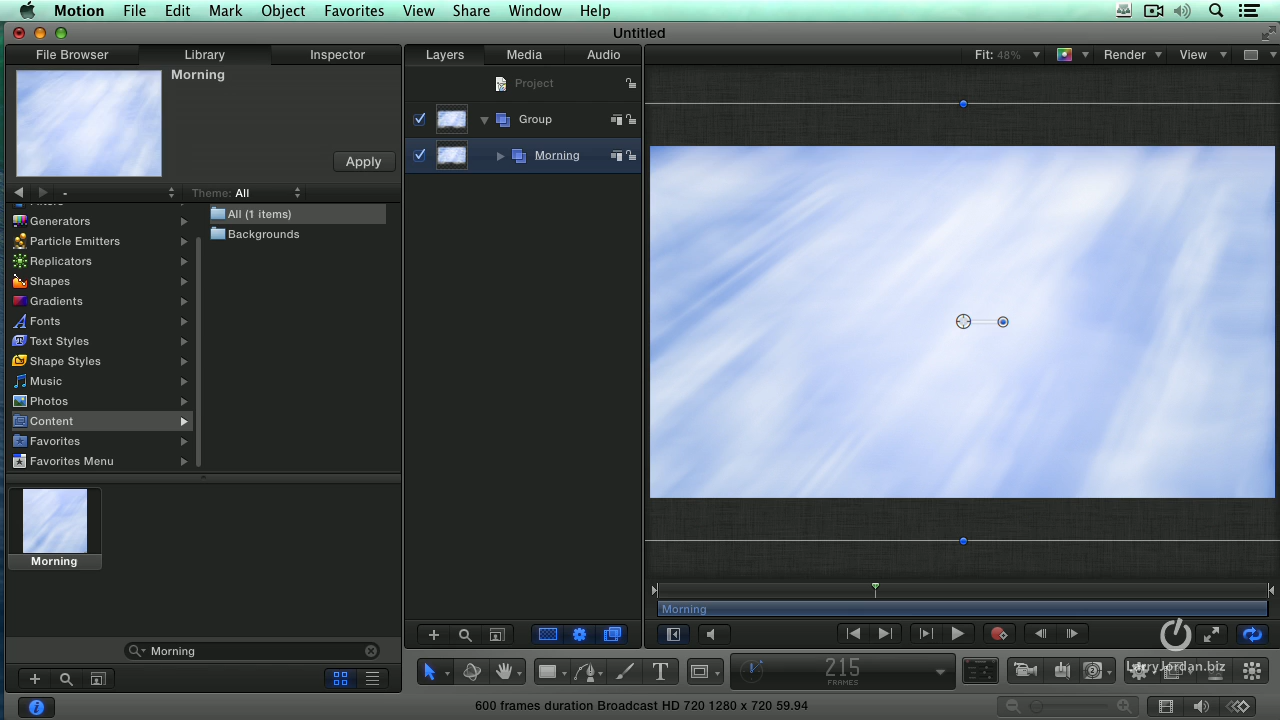 Motion File Edit Mark Object Favorites View Share Window Help
Untitled
File Browser Library Inspector Layers Media Audio Fit: 48% Render View
Morning
Project
Apply
Group
Morning
- Theme: All
Generators
Particle Emitters
Replicators
Shapes
Gradients
Fonts
Text Styles
Shape Styles
Music
Photos
Content
Favorites
Favorites Menu
All (1 items)
Backgrounds
Morning
Morning
Morning
T
215
FRAMES
LarryJordan.biz
600 frames duration Broadcast HD 720 1280 x 720 59.94